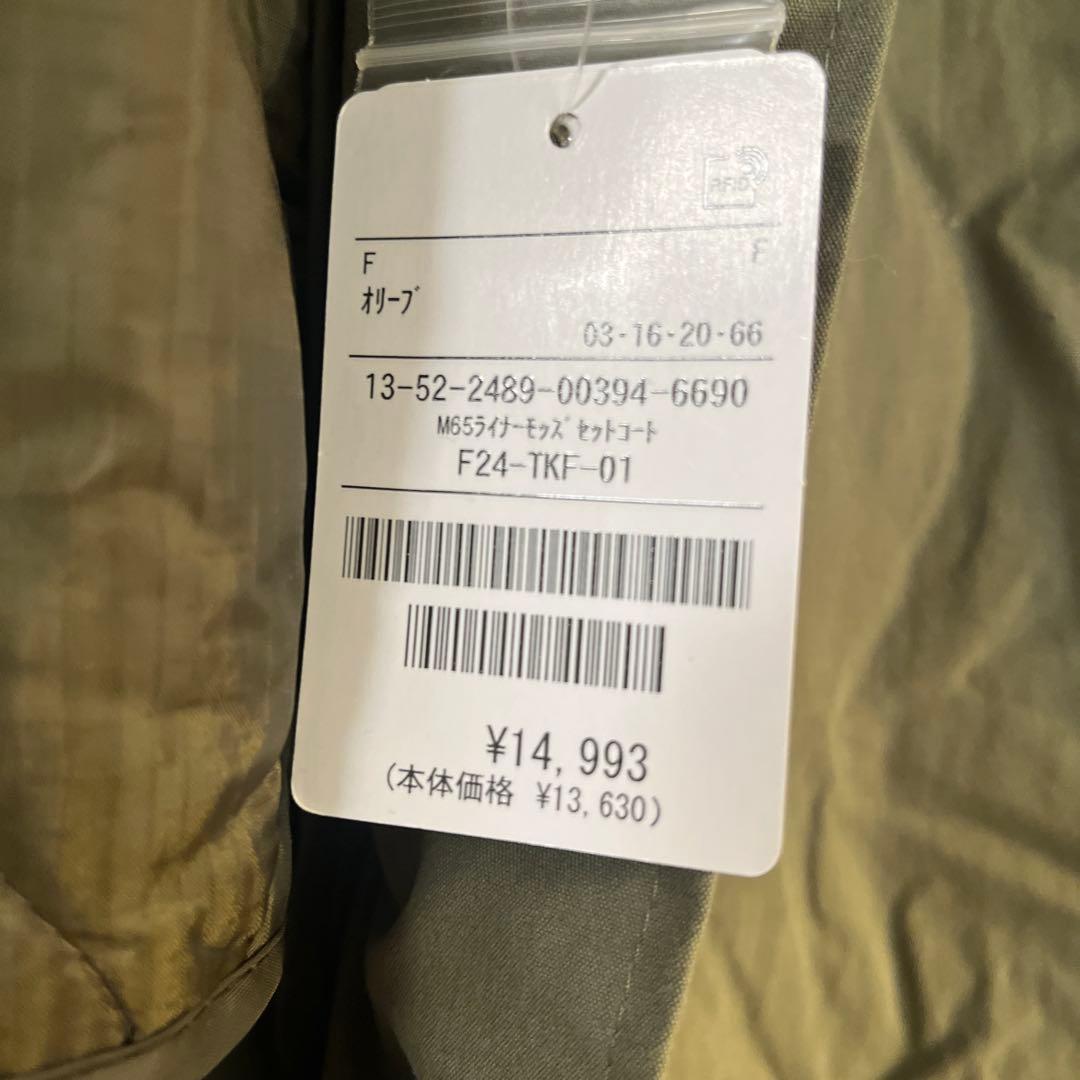 RFID
F F
オリーブ
03-16-20-66
13-52-2489-00394-6690
M65ライナーモッズセットコート
F24-TKF-01
¥14,993
(本体価格 ¥13,630)